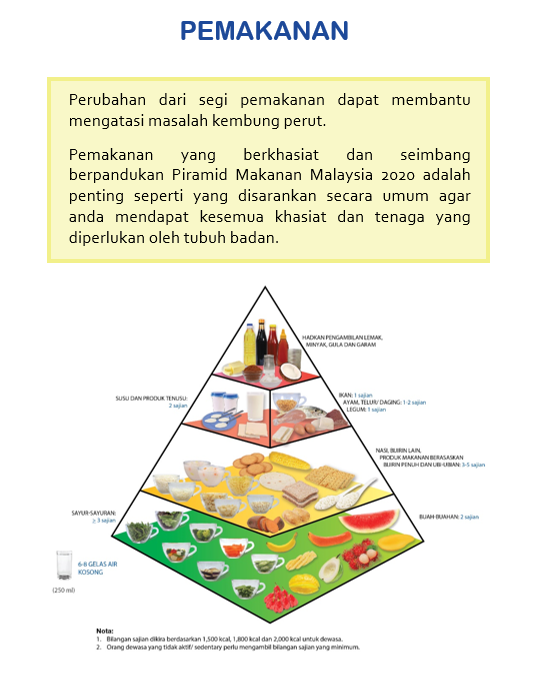 PEMAKANAN
Perubahan dari segi pemakanan dapat membantu
mengatasi masalah kembung perut.
Pemakanan yang berkhasiat dan seimbang
berpandukan Piramid Makanan Malaysia 2020 adalah
penting seperti yang disarankan secara umum agar
anda mendapat kesemua khasiat dan tenaga yang
diperlukan oleh tubuh badan.
HADKAN PENGAMBILAN LEMAK,
MINYAK, GULA DAN GARAM
SUSU DAN PRODUK TENUSU:
2 sajian
IKAN: 1 sajian
AYAM, TELUR/ DAGING: 1-2 sajian
LEGUM: 1 sajian
NASI, BIJIRIN LAIN,
PRODUK MAKANAN BERASASKAN
BIJIRIN PENUH DAN UBI-UBIAN: 3-5 sajian
SAYUR-SAYURAN:
≥ 3 sajian
BUAH-BUAHAN: 2 sajian
6-8 GELAS AIR
KOSONG
(250 ml)
Nota:
1. Bilangan sajian dikira berdasarkan 1,500 kcal, 1,800 kcal dan 2,000 kcal untuk dewasa.
2. Orang dewasa yang tidak aktif/ sedentary perlu mengambil bilangan sajian yang minimum.